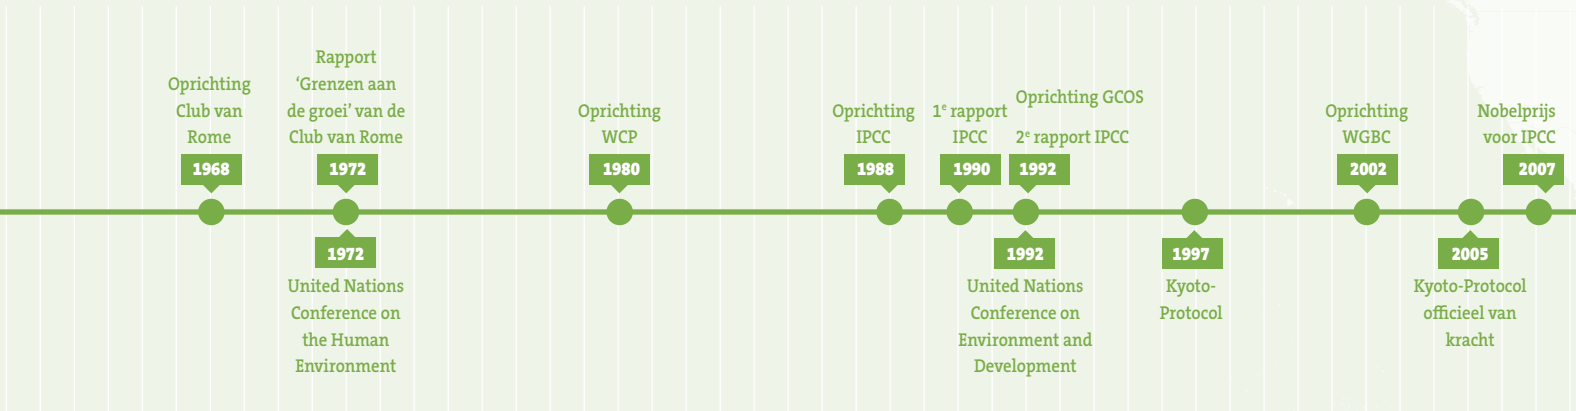 Oprichting
Club van
Rome
1968
Rapport
‘Grenzen aan
de groei’ van de
Club van Rome
1972
1972
United Nations
Conference on
the Human
Environment
Oprichting
WCP
1980
Oprichting
IPCC
1988
1e rapport
IPCC
1990
Oprichting GCOS
2e rapport IPCC
1992
1992
United Nations
Conference on
Environment and
Development
1997
Kyoto-
Protocol
Oprichting
WGBC
2002
2005
Kyoto-Protocol
officieel van
kracht
Nobelprijs
voor IPCC
2007